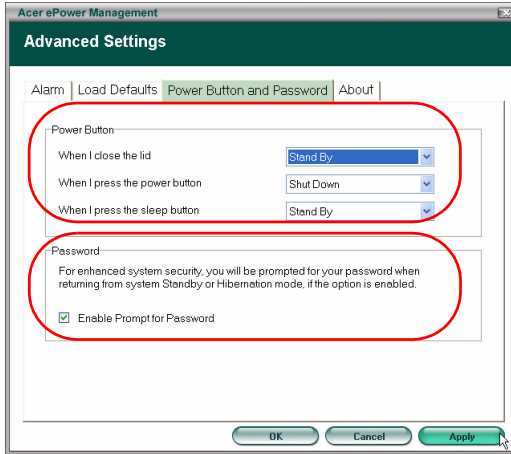 Acer ePower Management
Advanced Settings
Alarm Load Defaults Power Button and Password About
Power Button
When I close the lid Stand By
When I press the power button Shut Down
When I press the sleep button Stand By
Password
For enhanced system security, you will be prompted for your password when
returning from system Standby or Hibernation mode, if the option is enabled.
Enable Prompt for Password
OK Cancel Apply